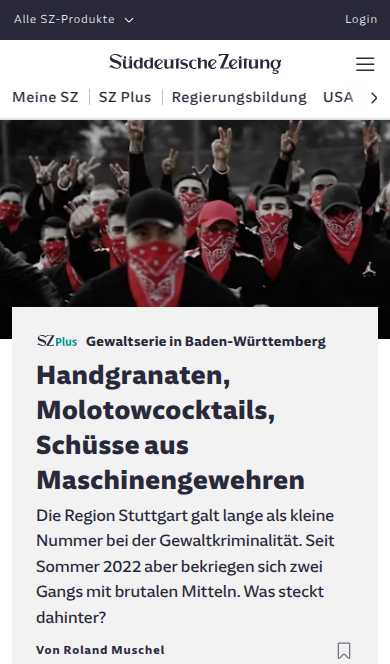 Alle SZ-Produkte
Login
Süddeutsche Zeitung
Meine SZ
SZ Plus
Regierungsbildung
USA
SZ Plus Gewaltserie in Baden-Württemberg
Handgranaten,
Molotowcocktails,
Schüsse aus
Maschinengewehren
Die Region Stuttgart galt lange als kleine
Nummer bei der Gewaltkriminalität. Seit
Sommer 2022 aber bekriegen sich zwei
Gangs mit brutalen Mitteln. Was steckt
dahinter?
Von Roland Muschel